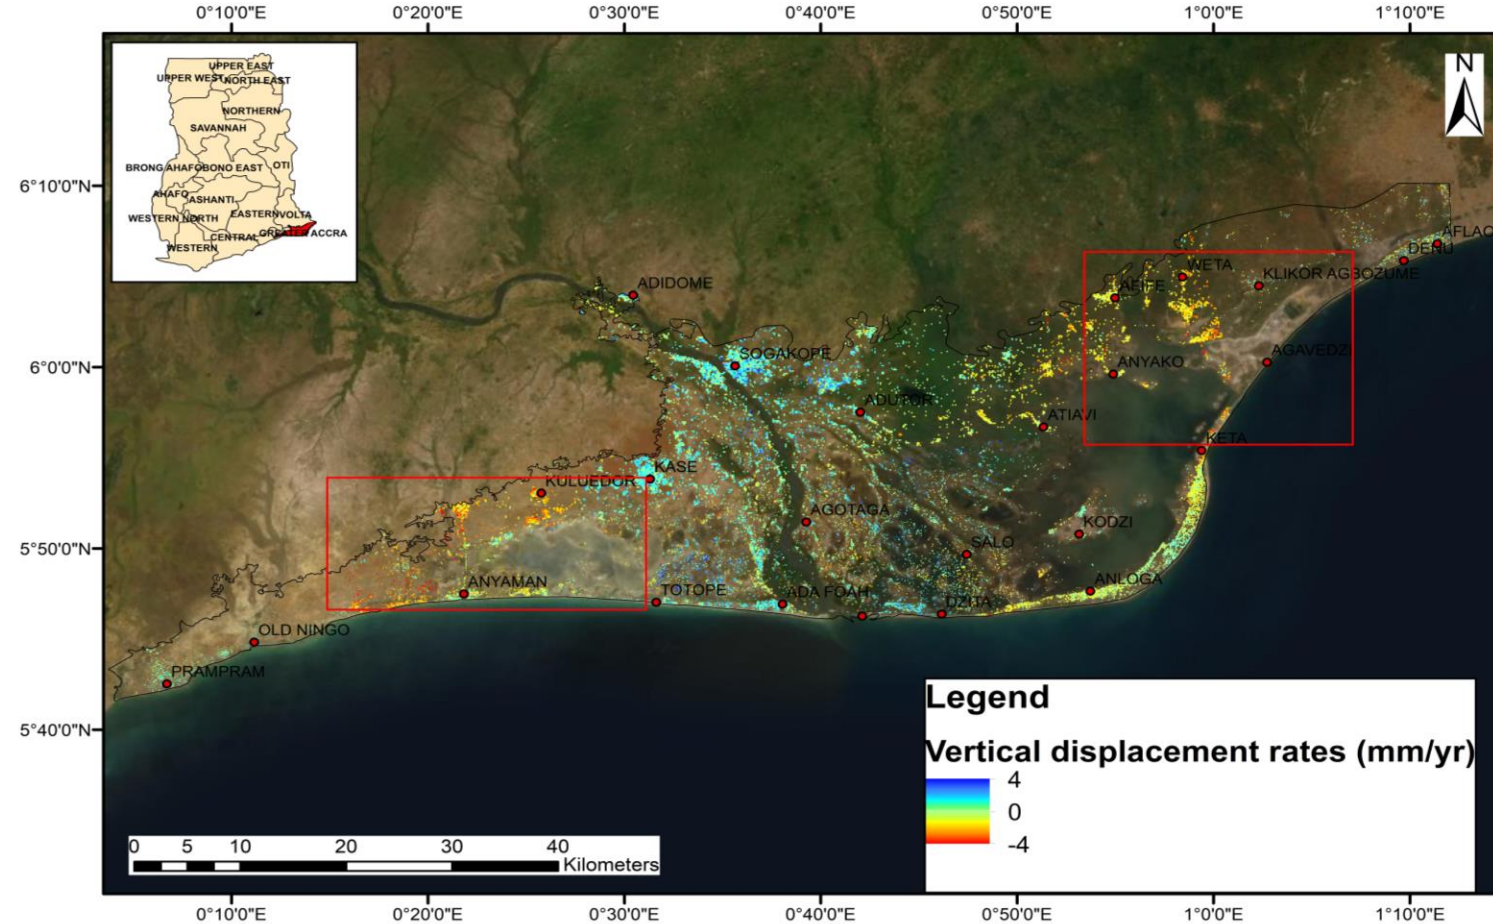 0°10'0"E 0°20'0"E 0°30'0"E 0°40'0"E 0°50'0"E 1°0'0"E 1°10'0"E
N
UPPER EAST
UPPER WEST
NORTH EAST
NORTHERN
SAVANNAH
BRONG AHAFO
BONO EAST
OTI
AHAFO
ASHANTI
WESTERN NORTH
EASTERN
VOLTA
CENTRAL
GREATER ACCRA
WESTERN
6°10'0"N
6°0'0"N
5°50'0"N
5°40'0"N
AFLAO
DENU
WETA
KLIKOR AGBOZUME
AFIFE
ADIDOME
SOGAKOPE
ANYAKO
AGAVEDZI
ADUTOR
ATIAVI
KETA
KASE
KULUEDOR
AGOTAGA
KODZI
SALO
ANYAMAN
TOTOPE
ADA FOAH
DZITA
ANLOGA
OLD NINGO
PRAMPRAM
Legend
Vertical displacement rates (mm/yr)
4
0
-4
0 5 10 20 30 40
Kilometers
0°10'0"E 0°20'0"E 0°30'0"E 0°40'0"E 0°50'0"E 1°0'0"E 1°10'0"E